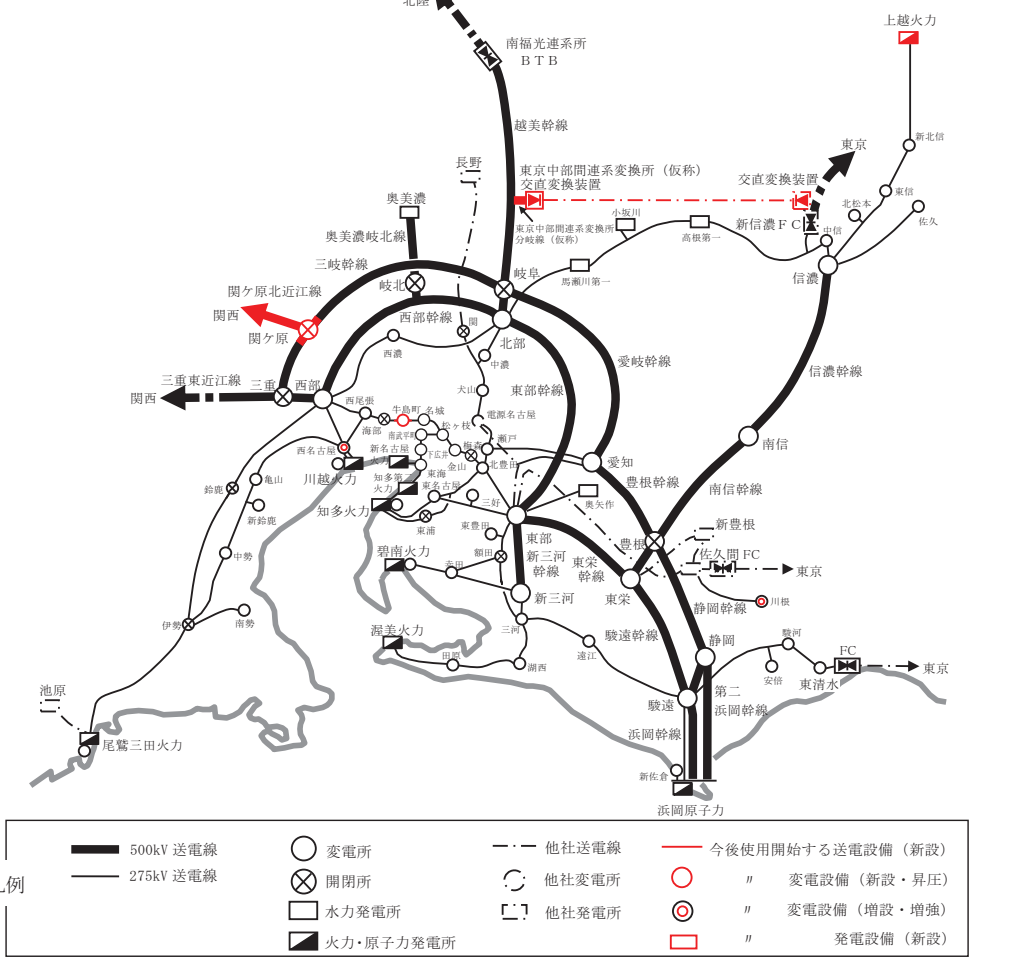 北陸
上越火力
南福光連系所
BTB
越美幹線
新北信
東京
長野
東京中部間連系変換所（仮称）
交直変換装置
交直変換装置
東信
奥美濃
小坂川
北松本
佐久
高根第一
新信濃FC
中信
東京中部間連系変換所
分岐線（仮称）
奥美濃岐北線
三岐幹線
岐阜
馬瀬川第一
信濃
岐北
関ケ原北近江線
関西
関ケ原
西部幹線
関
北部
西濃
中濃
愛岐幹線
信濃幹線
三重東近江線
関西
三重
西部
犬山
東部幹線
西尾張
牛島町
名城
電源名古屋
海部
南武平町
松ヶ枝
瀬戸
南信
西名古屋
新名古屋
火力
下広井
梅森
金山
北豊田
愛知
川越火力
東海
知多第二
火力
東名古屋
豊根幹線
南信幹線
鈴鹿
亀山
新鈴鹿
知多火力
三好
奥矢作
東浦
東豊田
東部
豊根
新豊根
佐久間FC
東京
中勢
碧南火力
額田
幸田
新三河
幹線
東栄
幹線
東栄
新三河
静岡幹線
川根
伊勢
南勢
渥美火力
三河
駿遠幹線
静岡
駿河
FC
東京
田原
湖西
遠江
安倍
東清水
池原
駿遠
第二
浜岡幹線
尾鷲三田火力
浜岡幹線
新佐倉
浜岡原子力
例
500kV 送電線
275kV 送電線
変電所
開閉所
水力発電所
火力・原子力発電所
他社送電線
他社変電所
他社発電所
今後使用開始する送電設備（新設）
〃 変電設備（新設・昇圧）
〃 変電設備（増設・増強）
〃 発電設備（新設）